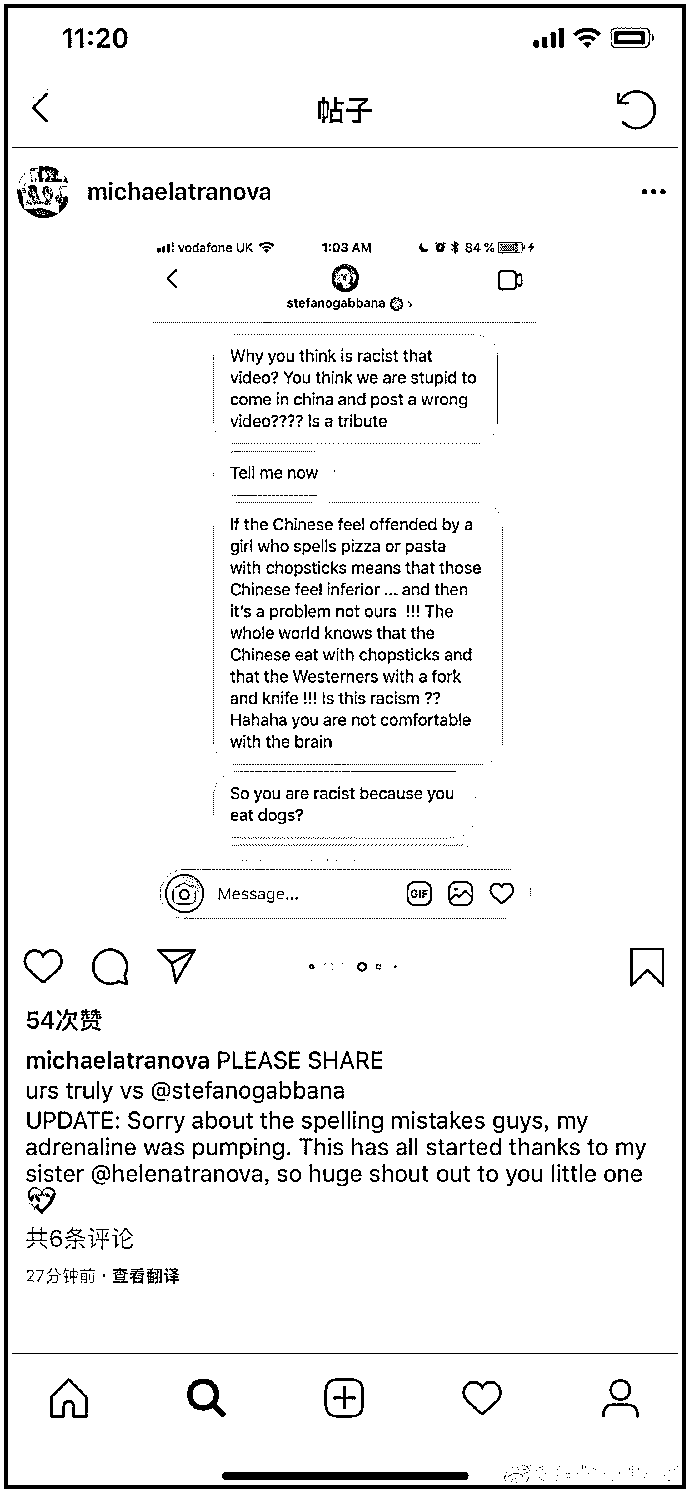 11:20
帖子
michaelatranova
vodafone UK
1:03 AM
84 %
stefanogabbana
Why you think is racist that
video? You think we are stupid to
come in china and post a wrong
video???? Is a tribute
Tell me now
If the Chinese feel offended by a
girl who spells pizza or pasta
with chopsticks means that those
Chinese feel inferior ... and then
it's a problem not ours !!! The
whole world knows that the
Chinese eat with chopsticks and
that the Westerners with a fork
and knife !!! Is this racism ??
Hahaha you are not comfortable
with the brain
So you are racist because you
eat dogs?
Message...
GIF
54次赞
michaelatranova PLEASE SHARE
urs truly vs @stefanogabbana
UPDATE: Sorry about the spelling mistakes guys, my
adrenaline was pumping. This has all started thanks to my
sister @helenatranova, so huge shout out to you little one
共6条评论
27分钟前 · 查看翻译